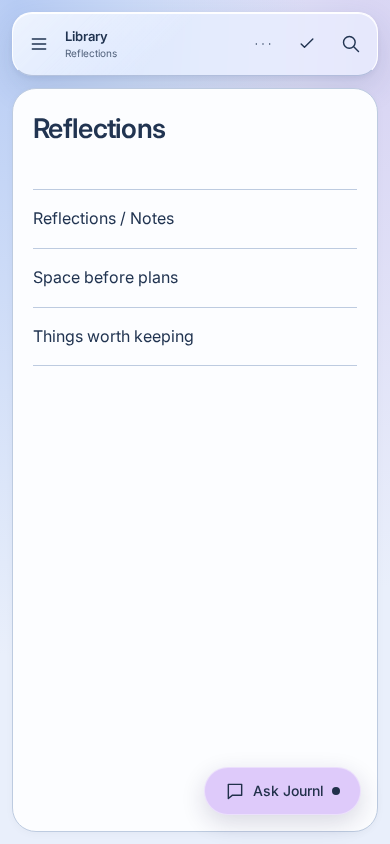 Library
Reflections
Reflections
Reflections / Notes
Space before plans
Things worth keeping
Ask Journl